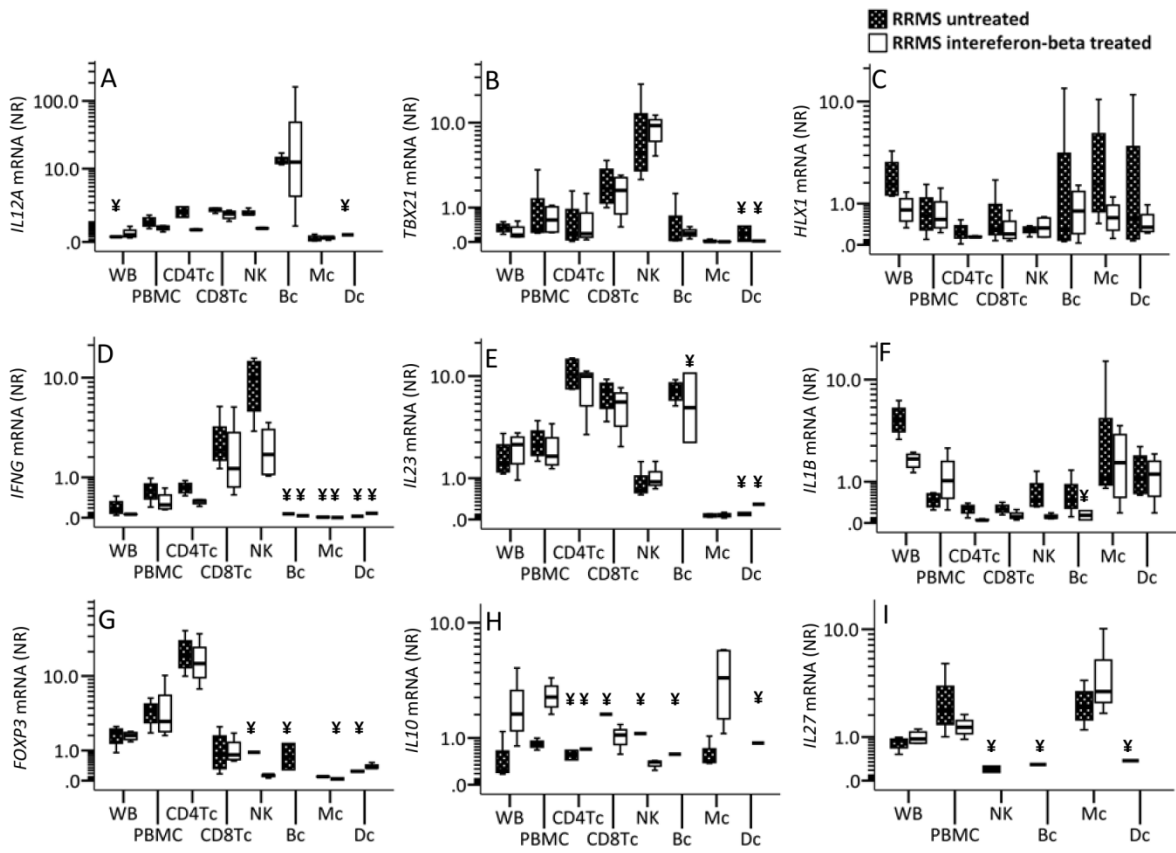 RRMS untreated
RRMS intereferon-beta treated
A
IL12A mRNA (NR)
100.0
10.0
.0
¥ ¥
WB CD4Tc NK Mc
PBMC CD8Tc Bc Dc
B
TBX21 mRNA (NR)
10.0
1.0
.0
¥ ¥
WB CD4Tc NK Mc
PBMC CD8Tc Bc Dc
C
HLX1 mRNA (NR)
10.0
1.0
.0
WB CD4Tc NK Mc
PBMC CD8Tc Bc Dc
D
IFNG mRNA (NR)
10.0
1.0
.0
¥ ¥ ¥ ¥ ¥ ¥
WB CD4Tc NK Mc
PBMC CD8Tc Bc Dc
E
IL23 mRNA (NR)
10.0
1.0
.0
¥
¥ ¥
WB CD4Tc NK Mc
PBMC CD8Tc Bc Dc
F
IL1B mRNA (NR)
10.0
1.0
.0
¥
WB CD4Tc NK Mc
PBMC CD8Tc Bc Dc
G
FOXP3 mRNA (NR)
10.0
1.0
.0
¥ ¥ ¥ ¥
WB CD4Tc NK Mc
PBMC CD8Tc Bc Dc
H
IL10 mRNA (NR)
10.0
1.0
.0
¥ ¥ ¥ ¥ ¥ ¥
WB CD4Tc NK Mc
PBMC CD8Tc Bc Dc
I
IL27 mRNA (NR)
10.0
1.0
.0
¥ ¥ ¥
WB NK Mc
PBMC Bc Dc